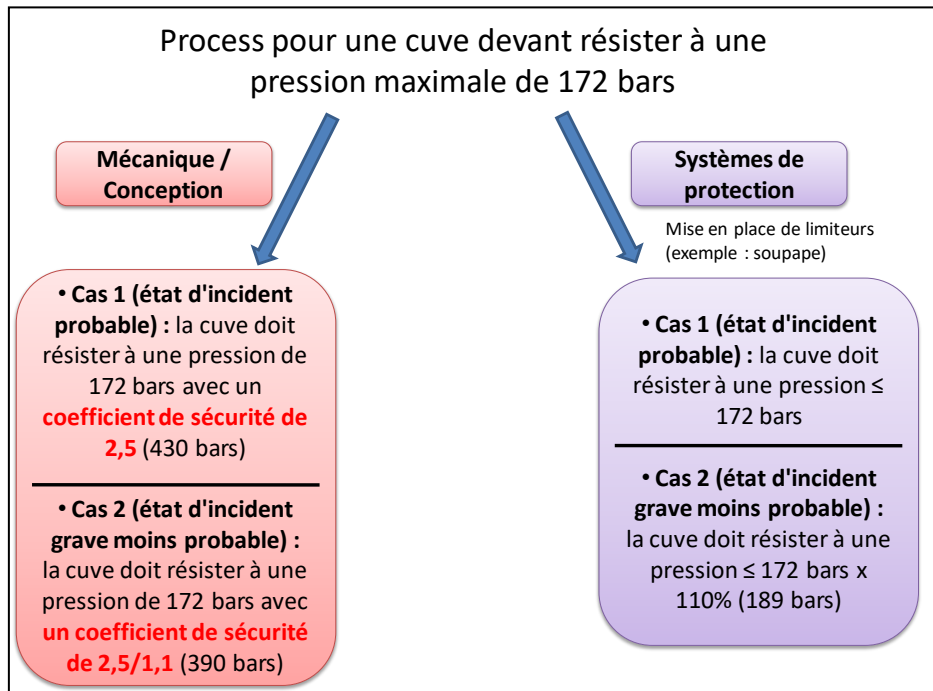 Process pour une cuve devant résister à une
pression maximale de 172 bars
Mécanique /
Conception
• Cas 1 (état d'incident
probable) : la cuve doit
résister à une pression de
172 bars avec un
coefficient de sécurité de
2,5 (430 bars)
• Cas 2 (état d'incident
grave moins probable) :
la cuve doit résister à une
pression de 172 bars avec
un coefficient de sécurité
de 2,5/1,1 (390 bars)
Systèmes de
protection
Mise en place de limiteurs
(exemple : soupape)
• Cas 1 (état d'incident
probable) : la cuve doit
résister à une pression ≤
172 bars
• Cas 2 (état d'incident
grave moins probable) :
la cuve doit résister à une
pression ≤ 172 bars x
110% (189 bars)